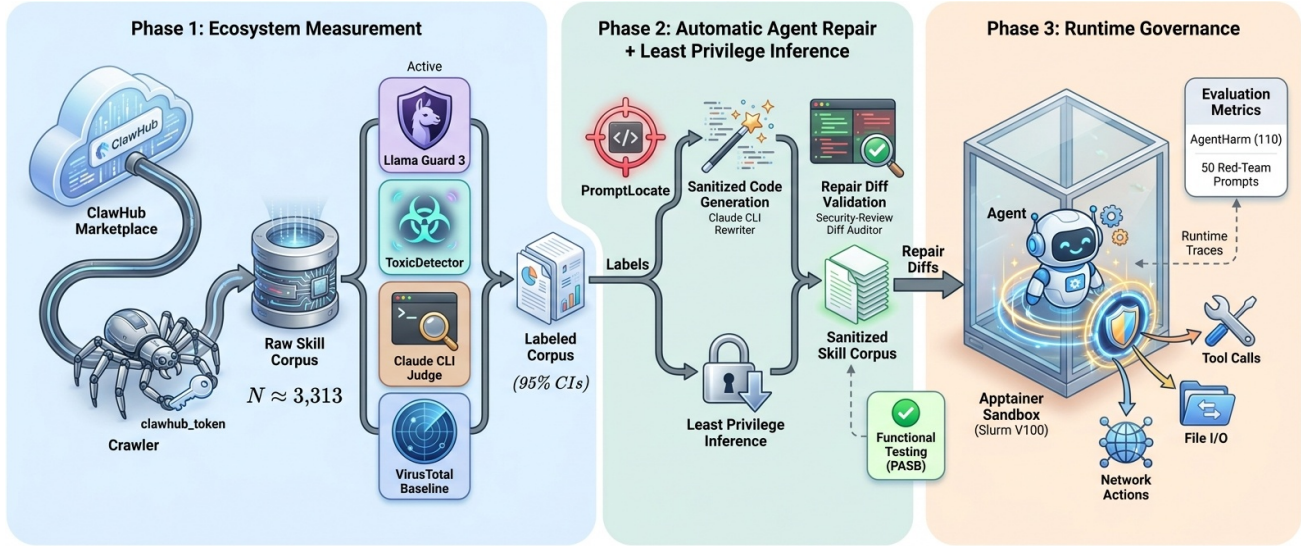 Phase 1: Ecosystem Measurement
ClawHub
ClawHub
Marketplace
clawhub_token
Crawler
Raw Skill
Corpus
N ≈ 3,313
Active
Llama Guard 3
ToxicDetector
>_
Claude CLI
Judge
VirusTotal
Baseline
Labeled
Corpus
(95% CIs)
Phase 2: Automatic Agent Repair
+ Least Privilege Inference
Labels
</>
PromptLocate
Sanitized Code
Generation
Claude CLI
Rewriter
Repair Diff
Validation
Security-Review
Diff Auditor
Least Privilege
Inference
Sanitized
Skill Corpus
Functional
Testing
(PASB)
Repair
Diffs
Phase 3: Runtime Governance
Evaluation
Metrics
AgentHarm (110)
50 Red-Team
Prompts
Agent
Runtime
Traces
Apptainer
Sandbox
(Slurm V100)
Tool Calls
File I/O
Network
Actions